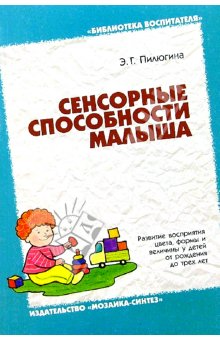 «БИБЛИОТЕКА ВОСПИТАТЕЛЯ»
Э. Г. ПИЛЮГИНА
СЕНСОРНЫЕ
СПОСОБНОСТИ
МАЛЫША
Развитие восприятия
цвета, формы и
величины у детей
от рождения
до трех лет
ИЗДАТЕЛЬСТВО «МОЗАИКА-СИНТЕЗ»